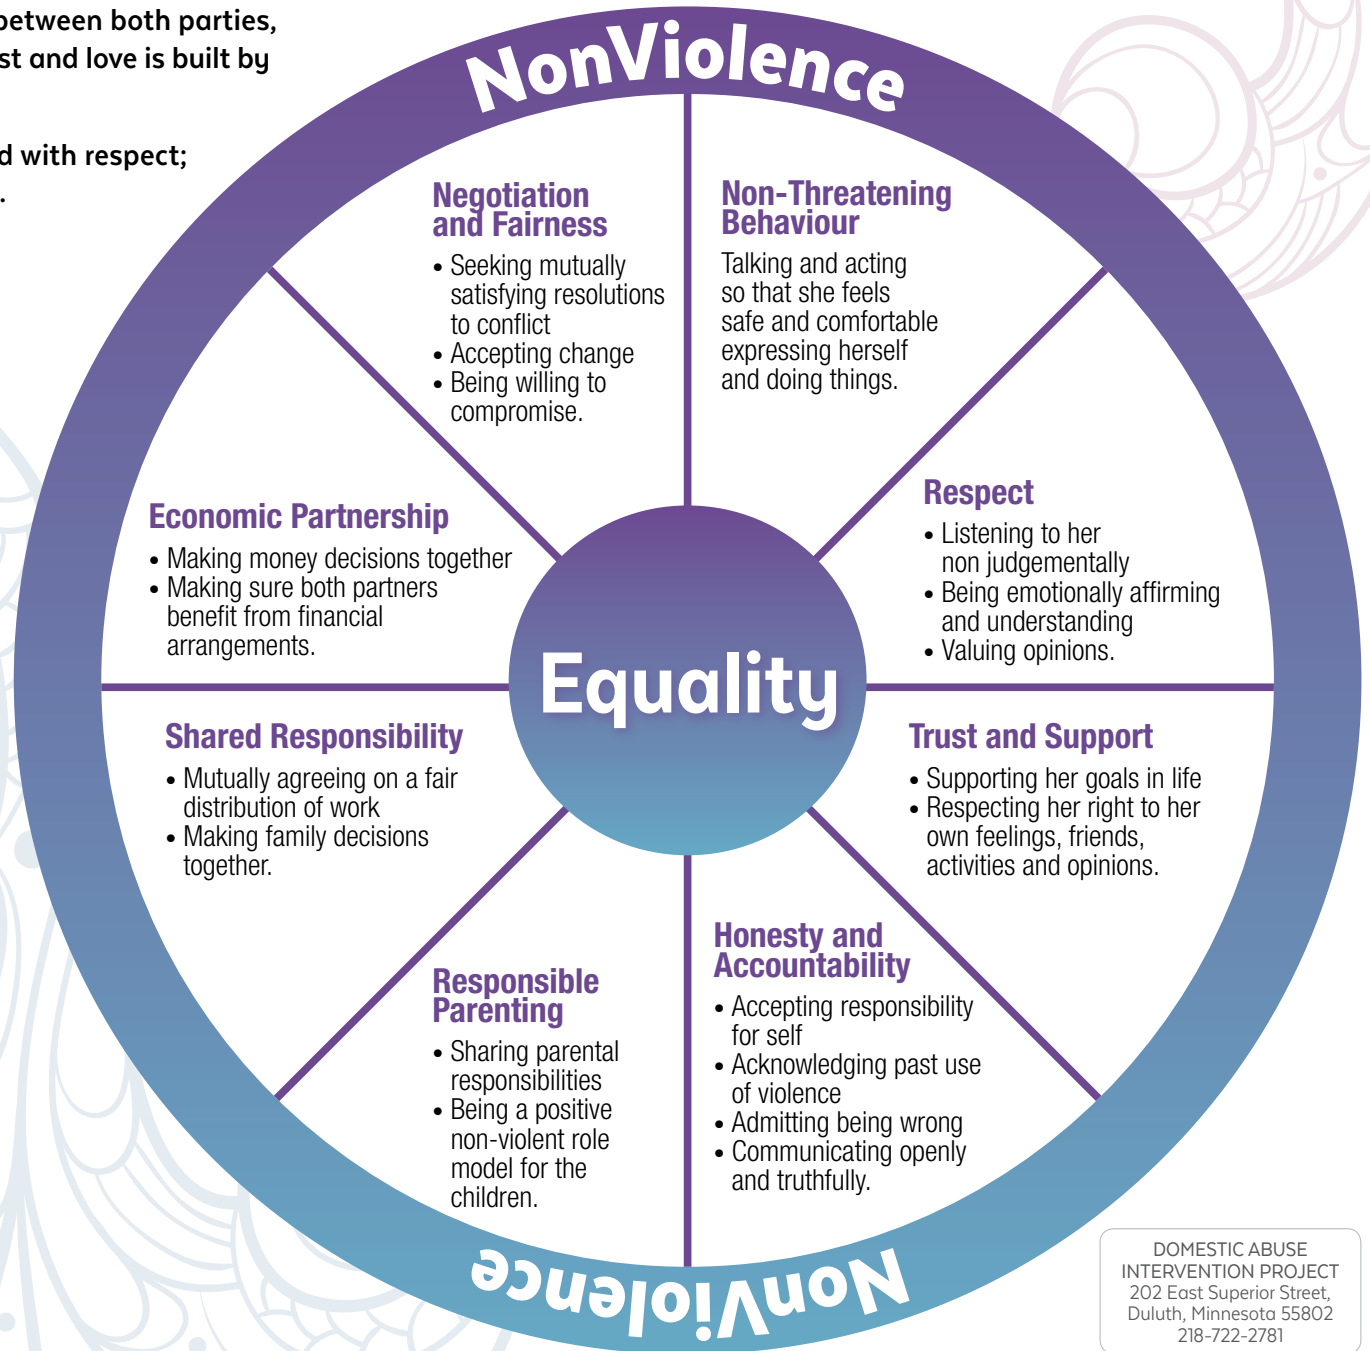 between both parties,
st and love is built by
d with respect;
.
NonViolence
Negotiation
and Fairness
• Seeking mutually
satisfying resolutions
to conflict
• Accepting change
• Being willing to
compromise.
Non-Threatening
Behaviour
Talking and acting
so that she feels
safe and comfortable
expressing herself
and doing things.
Economic Partnership
• Making money decisions together
• Making sure both partners
benefit from financial
arrangements.
Respect
• Listening to her
non judgementally
• Being emotionally affirming
and understanding
• Valuing opinions.
Equality
Shared Responsibility
• Mutually agreeing on a fair
distribution of work
• Making family decisions
together.
Trust and Support
• Supporting her goals in life
• Respecting her right to her
own feelings, friends,
activities and opinions.
Responsible
Parenting
• Sharing parental
responsibilities
• Being a positive
non-violent role
model for the
children.
Honesty and
Accountability
• Accepting responsibility
for self
• Acknowledging past use
of violence
• Admitting being wrong
• Communicating openly
and truthfully.
NonViolence
DOMESTIC ABUSE
INTERVENTION PROJECT
202 East Superior Street,
Duluth, Minnesota 55802
218-722-2781